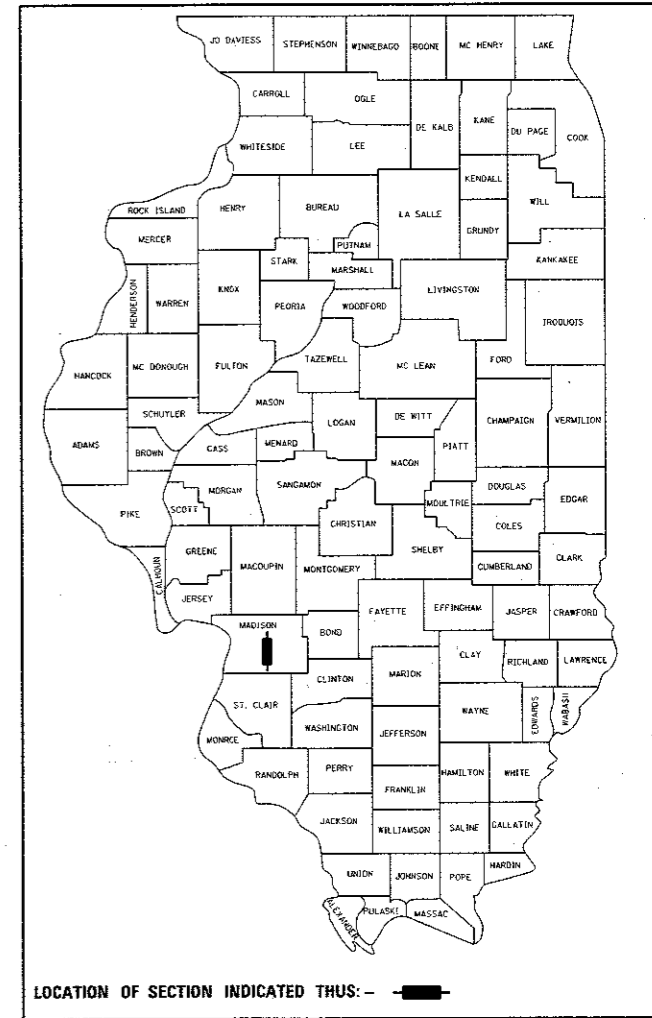 JO DAVIESS
STEPHENSON
WINNEBAGO
BOONE
MC HENRY
LAKE
CARROLL
OGLE
DE KALB
KANE
DU PAGE
COOK
WHITESIDE
LEE
KENDALL
WILL
ROCK ISLAND
HENRY
BUREAU
LA SALLE
GRUNDY
MERCER
PUTNAM
STARK
MARSHALL
KANKAKEE
HENDERSON
WARREN
KNOX
PEORIA
WOODFORD
LIVINGSTON
IROQUOIS
HANCOCK
MC DONOUGH
FULTON
TAZEWELL
MC LEAN
FORD
MASON
SCHUYLER
LOGAN
DE WITT
CHAMPAIGN
VERMILION
ADAMS
BROWN
CASS
MENARD
MACON
PIATT
PIKE
SCOTT
MORGAN
SANGAMON
CHRISTIAN
MOULTRIE
DOUGLAS
EDGAR
COLES
SHELBY
CALHOUN
GREENE
MACOUPIN
MONTGOMERY
CUMBERLAND
CLARK
JERSEY
MADISON
BOND
FAYETTE
EFFINGHAM
JASPER
CRAWFORD
CLAY
RICHLAND
LAWRENCE
CLINTON
MARION
ST. CLAIR
WASHINGTON
WAYNE
EDWARDS
WABASH
MONROE
JEFFERSON
RANDOLPH
PERRY
HAMILTON
WHITE
FRANKLIN
JACKSON
WILLIAMSON
SALINE
GALLATIN
UNION
JOHNSON
POPE
HARDIN
ALEXANDER
PULASKI
MASSAC
LOCATION OF SECTION INDICATED THUS: -